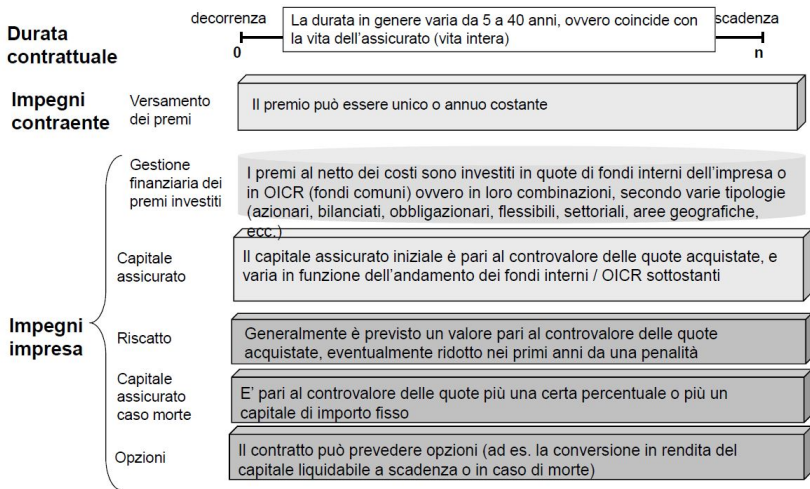 decorrenza
scadenza
Durata
contrattuale
La durata in genere varia da 5 a 40 anni, ovvero coincide con
la vita dell'assicurato (vita intera)
0
n
Impegni
contraente
Versamento
dei premi
Il premio può essere unico o annuo costante
Impegni
impresa
Gestione
finanziaria dei
premi investiti
I premi al netto dei costi sono investiti in quote di fondi interni dell'impresa o
in OICR (fondi comuni) ovvero in loro combinazioni, secondo varie tipologie
(azionari, bilanciati, obbligazionari, flessibili, settoriali, aree geografiche,
ecc.)
Capitale
assicurato
Il capitale assicurato iniziale è pari al controvalore delle quote acquistate, e
varia in funzione dell'andamento dei fondi interni / OICR sottostanti
Riscatto
Generalmente è previsto un valore pari al controvalore delle quote
acquistate, eventualmente ridotto nei primi anni da una penalità
Capitale
assicurato
caso morte
E' pari al controvalore delle quote più una certa percentuale o più un
capitale di importo fisso
Opzioni
Il contratto può prevedere opzioni (ad es. la conversione in rendita del
capitale liquidabile a scadenza o in caso di morte)